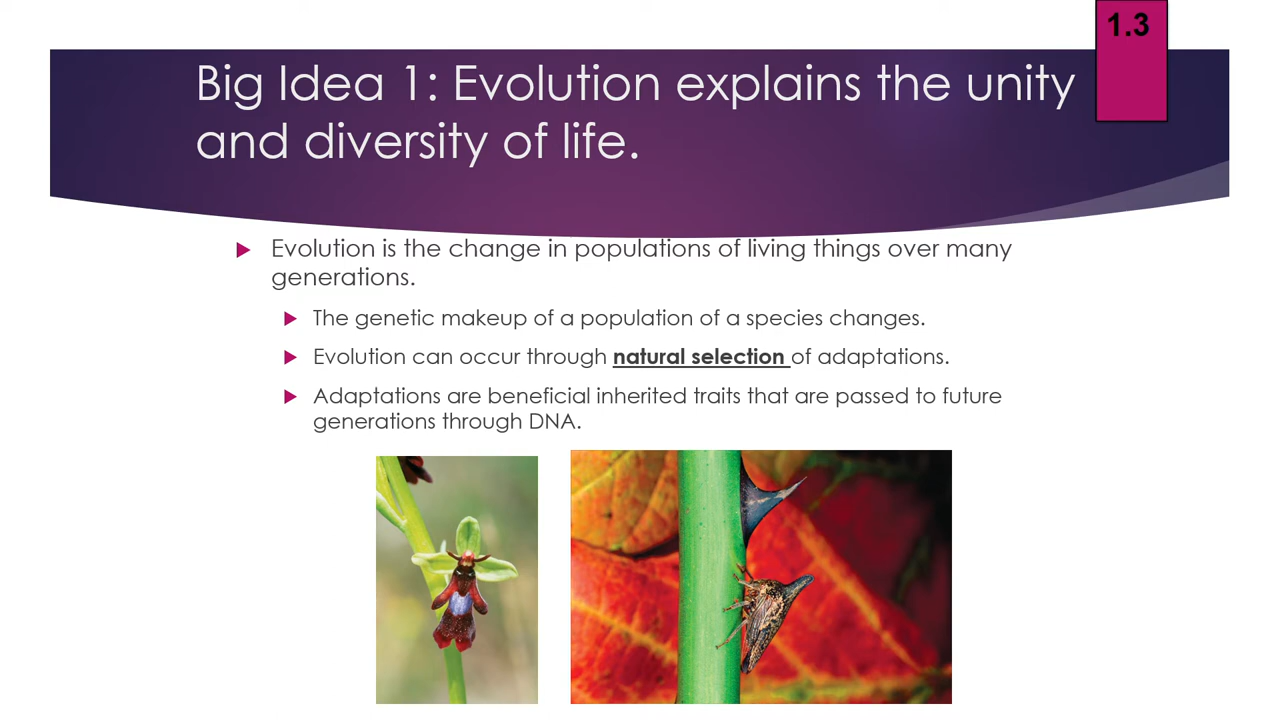 1.3
Big Idea 1: Evolution explains the unity
and diversity of life.
Evolution is the change in populations of living things over many
generations.
The genetic makeup of a population of a species changes.
Evolution can occur through natural selection of adaptations.
Adaptations are beneficial inherited traits that are passed to future
generations through DNA.